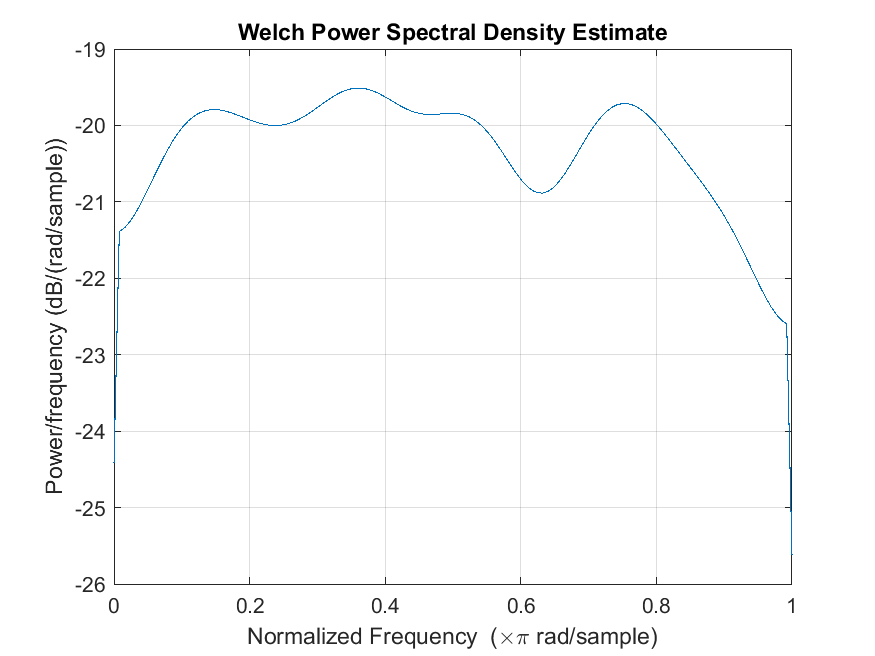 Welch Power Spectral Density Estimate
Power/frequency (dB/(rad/sample))
-19
-20
-21
-22
-23
-24
-25
-26
0 0.2 0.4 0.6 0.8 1
Normalized Frequency (×π rad/sample)